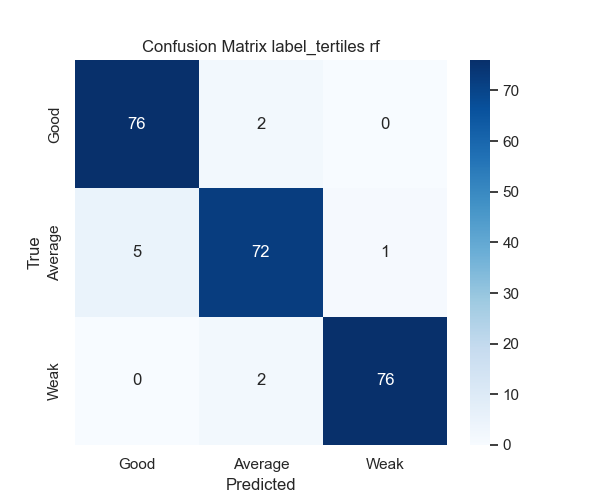 Confusion Matrix label_tertiles rf
Good 76 2 0
Average 5 72 1
Weak 0 2 76
True
Good Average Weak
Predicted
70
60
50
40
30
20
10
0